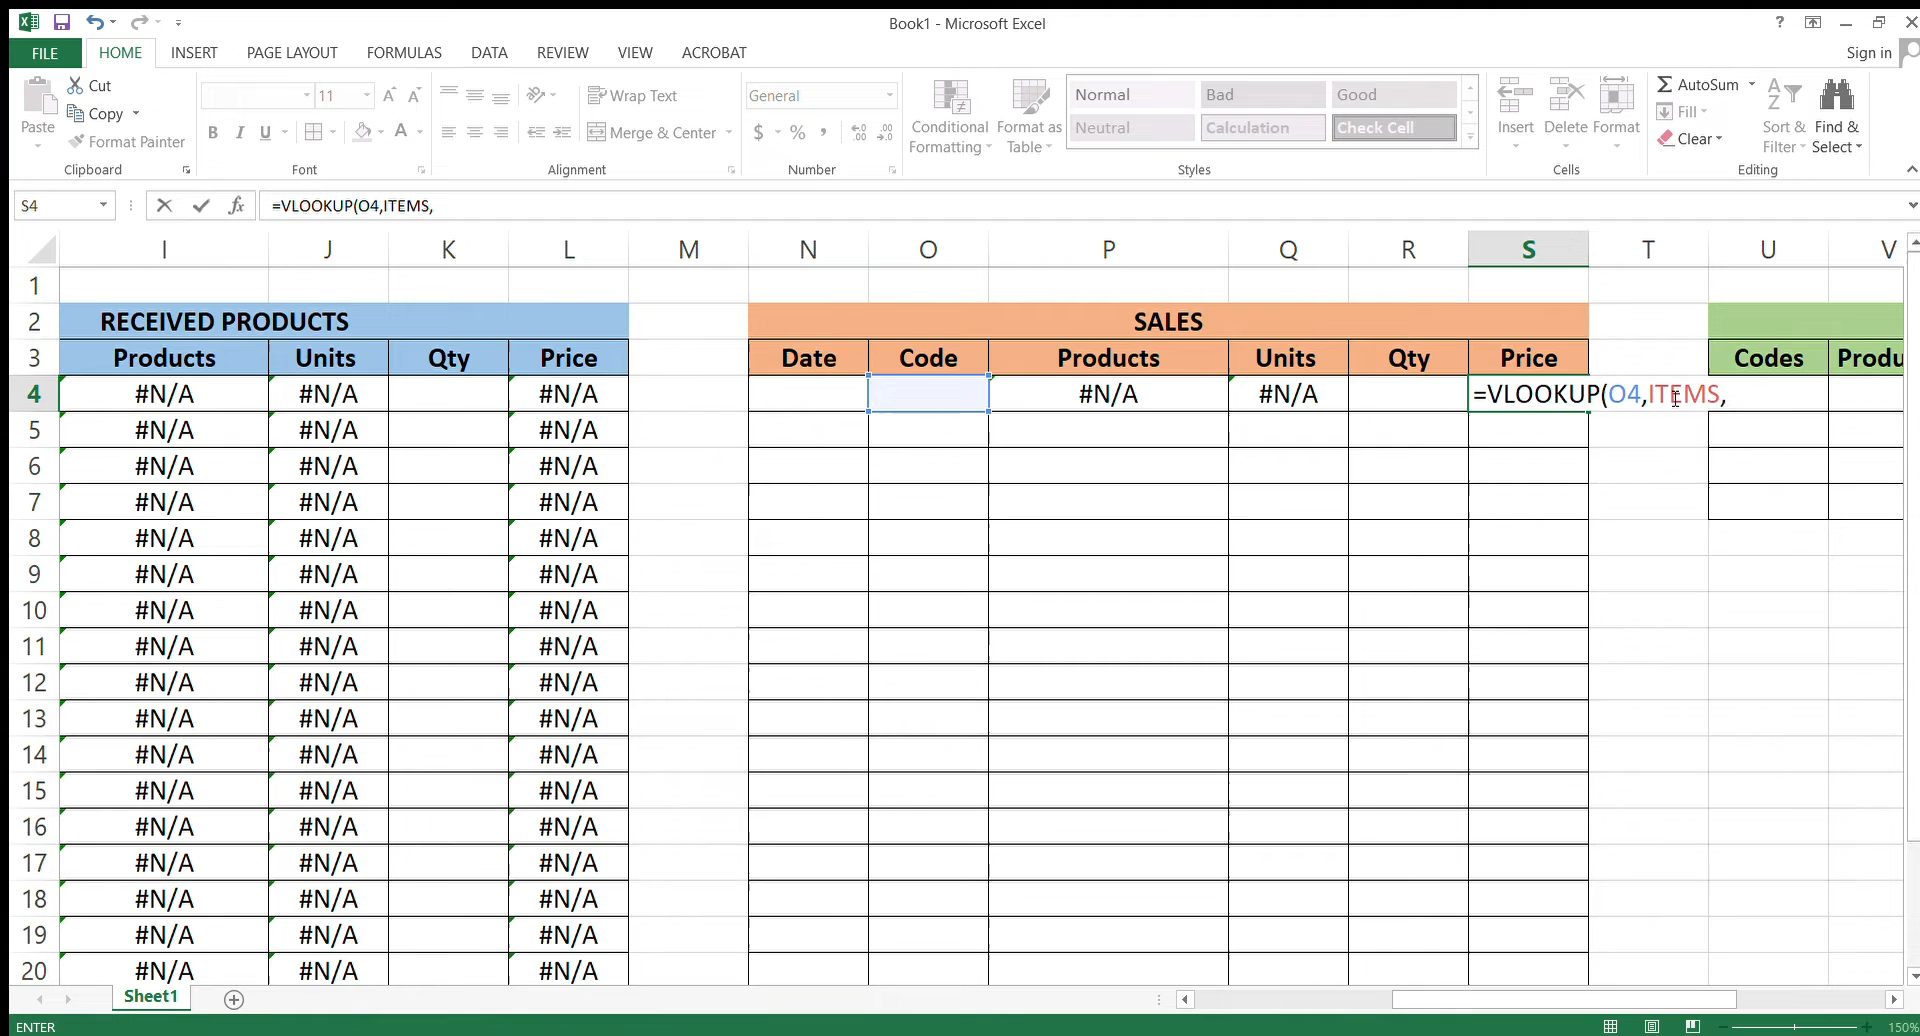 Book1 - Microsoft Excel
?
FILE HOME INSERT PAGE LAYOUT FORMULAS DATA REVIEW VIEW ACROBAT Sign in
Paste
Cut
Copy
Format Painter
Clipboard
11 A A
B I U A
Font
Wrap Text
Merge & Center
Alignment
General
$ % , .00 .00
Number
Conditional Formatting
Format as Table
Normal Bad Good
Neutral Calculation Check Cell
Styles
Insert Delete Format
Cells
AutoSum
Fill
Clear
Sort & Filter
Find & Select
Editing
S4 fx =VLOOKUP(O4,ITEMS,
I J K L M N O P Q R S T U V
1
2 RECEIVED PRODUCTS SALES
3 Products Units Qty Price Date Code Products Units Qty Price Codes Produ
4 #N/A #N/A #N/A #N/A #N/A =VLOOKUP(O4,ITEMS,
5 #N/A #N/A #N/A
6 #N/A #N/A #N/A
7 #N/A #N/A #N/A
8 #N/A #N/A #N/A
9 #N/A #N/A #N/A
10 #N/A #N/A #N/A
11 #N/A #N/A #N/A
12 #N/A #N/A #N/A
13 #N/A #N/A #N/A
14 #N/A #N/A #N/A
15 #N/A #N/A #N/A
16 #N/A #N/A #N/A
17 #N/A #N/A #N/A
18 #N/A #N/A #N/A
19 #N/A #N/A #N/A
20 #N/A #N/A #N/A
Sheet1
ENTER 150%